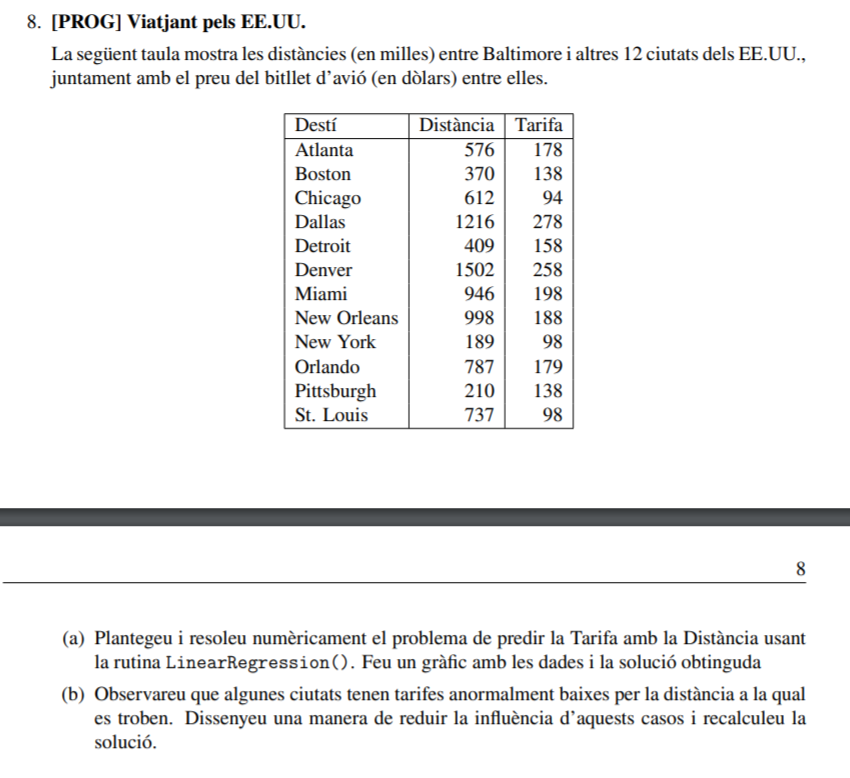 8. [PROG] Viatjant pels EE.UU.
La següent taula mostra les distàncies (en milles) entre Baltimore i altres 12 ciutats dels EE.UU.,
juntament amb el preu del bitllet d'avió (en dòlars) entre elles.
Destí Distància Tarifa
Atlanta 576 178
Boston 370 138
Chicago 612 94
Dallas 1216 278
Detroit 409 158
Denver 1502 258
Miami 946 198
New Orleans 998 188
New York 189 98
Orlando 787 179
Pittsburgh 210 138
St. Louis 737 98
8
(a) Plantegeu i resoleu numèricament el problema de predir la Tarifa amb la Distància usant
la rutina LinearRegression(). Feu un gràfic amb les dades i la solució obtinguda
(b) Observareu que algunes ciutats tenen tarifes anormalment baixes per la distància a la qual
es troben. Dissenyeu una manera de reduir la influència d'aquests casos i recalculeu la
solució.